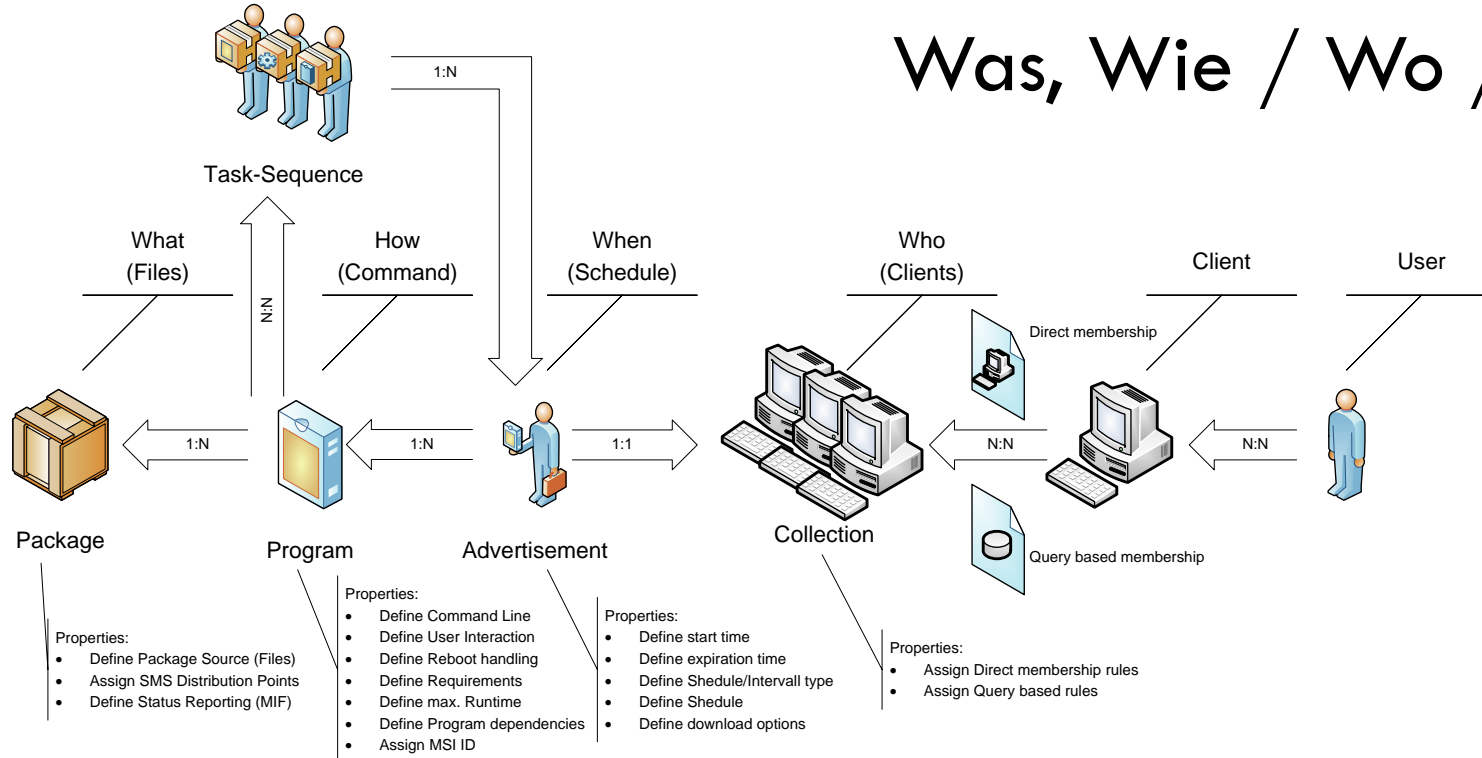 Was, Wie / Wo /
1:N
Task-Sequence
What
(Files)
How
(Command)
When
(Schedule)
Who
(Clients)
Client
User
N:N
Direct membership
1:N
1:N
1:1
N:N
N:N
Package
Program
Advertisement
Collection
Query based membership
Properties:
• Define Package Source (Files)
• Assign SMS Distribution Points
• Define Status Reporting (MIF)
Properties:
• Define Command Line
• Define User Interaction
• Define Reboot handling
• Define Requirements
• Define max. Runtime
• Define Program dependencies
• Assign MSI ID
Properties:
• Define start time
• Define expiration time
• Define Shedule/Intervall type
• Define Shedule
• Define download options
Properties:
• Assign Direct membership rules
• Assign Query based rules